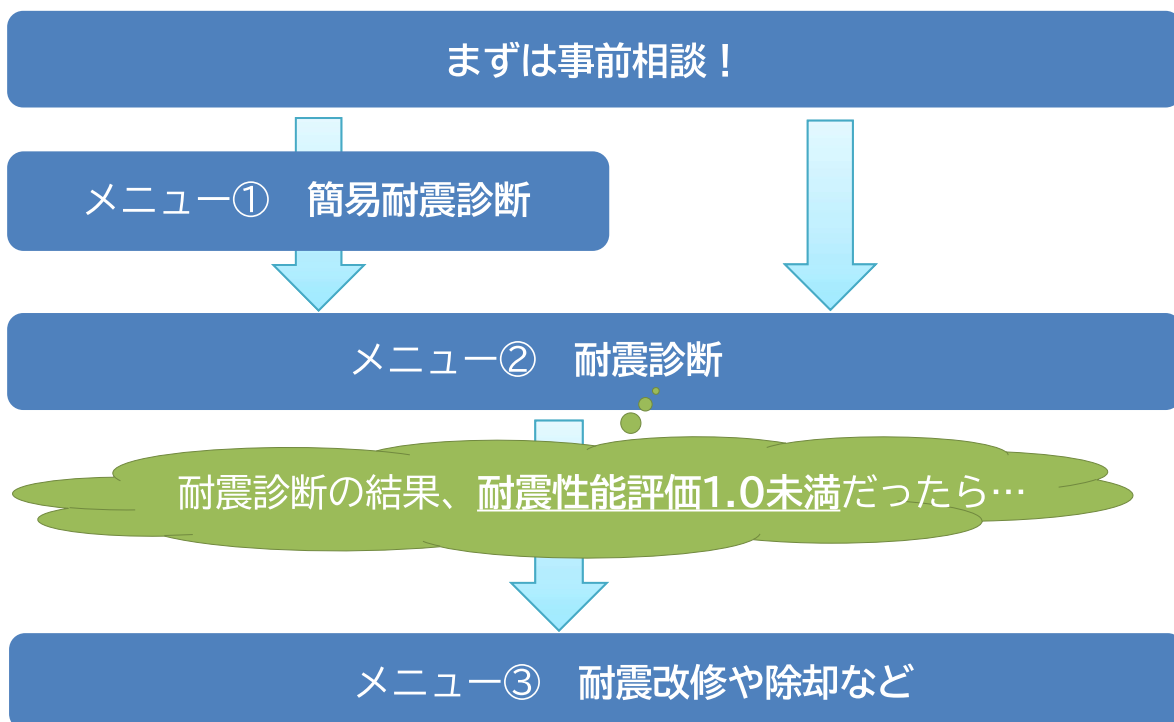 まずは事前相談！
メニュー①　簡易耐震診断
メニュー②　耐震診断
耐震診断の結果、耐震性能評価1.0未満だったら…
メニュー③　耐震改修や除却など